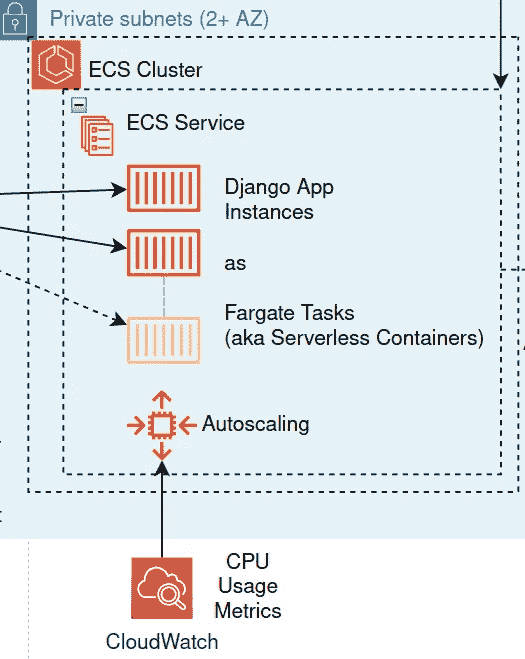 Private subnets (2+ AZ)
ECS Cluster
ECS Service
Django App
Instances
as
Fargate Tasks
(aka Serverless Containers)
Autoscaling
CPU
Usage
Metrics
CloudWatch